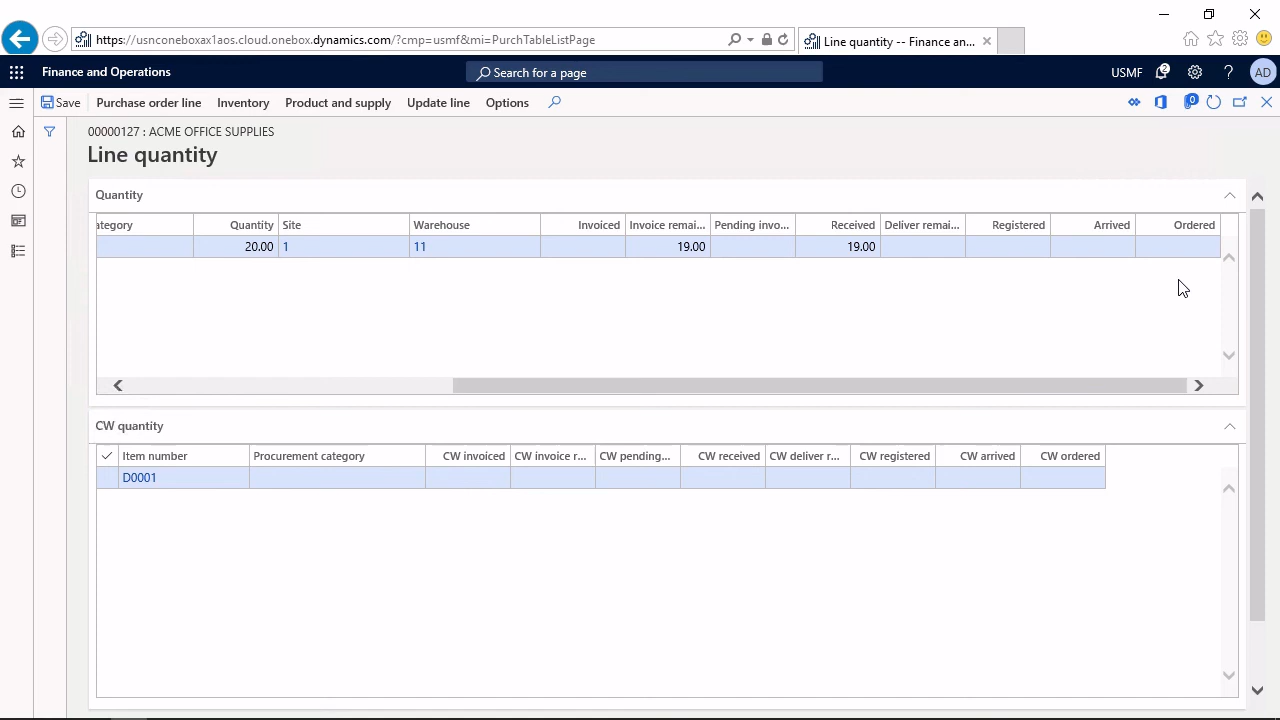 https://usnconeboxax1aos.cloud.onebox.dynamics.com/?cmp=usmf&mi=PurchTableListPage
Line quantity -- Finance an...
Finance and Operations
Search for a page
USMF
2
AD
Save
Purchase order line
Inventory
Product and supply
Update line
Options
0
00000127 : ACME OFFICE SUPPLIES
Line quantity
Quantity
ategory Quantity Site Warehouse Invoiced Invoice remai... Pending invo... Received Deliver remai... Registered Arrived Ordered
20.00 1 11 19.00 19.00
CW quantity
Item number Procurement category CW invoiced CW invoice r... CW pending... CW received CW deliver r... CW registered CW arrived CW ordered
D0001